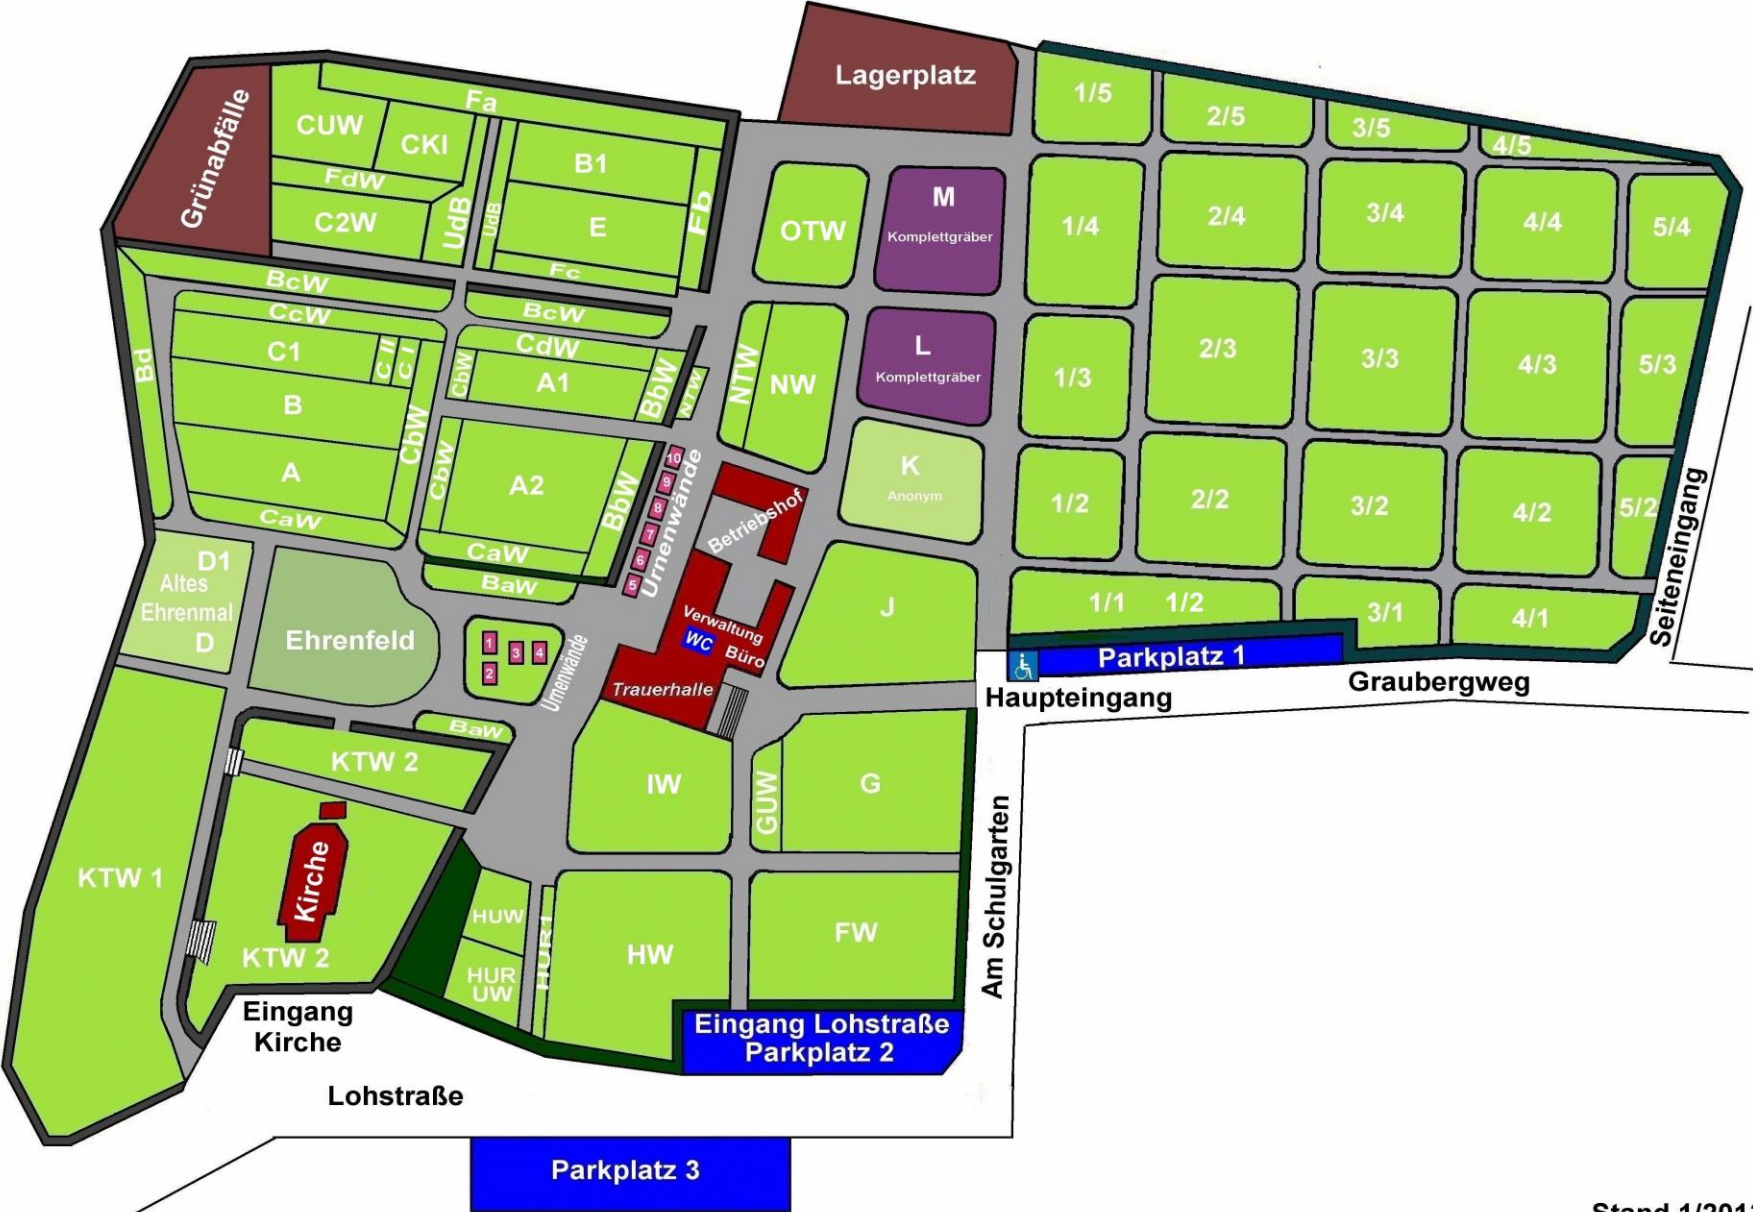 Lagerplatz
1/5
2/5
3/5
4/5
Grünabfälle
Fa
CUW
CKI
B1
FdW
C2W
UdB
UdB
E
Fb
Fc
OTW
M
Komplettgräber
1/4
2/4
3/4
4/4
5/4
BcW
BcW
CcW
CdW
Bd
C1
C II
C I
CbW
A1
BbW
NTW
NTW
NW
L
Komplettgräber
1/3
2/3
3/3
4/3
5/3
B
CbW
A
CbW
A2
BbW
CaW
CaW
BaW
10
9
8
7
6
5
Urnenwände
Betriebshof
K
Anonym
1/2
2/2
3/2
4/2
5/2
Seiteneingang
D1
Altes
Ehrenmal
D
Ehrenfeld
1
2
3
4
Urnenwände
Verwaltung
WC
Büro
Trauerhalle
J
1/1
1/2
3/1
4/1
Parkplatz 1
Haupteingang
Graubergweg
BaW
KTW 2
IW
GUW
G
KTW 1
Kirche
KTW 2
HUW
HUR
UW
HUR I
HW
FW
Am Schulgarten
Eingang
Kirche
Eingang Lohstraße
Parkplatz 2
Lohstraße
Parkplatz 3